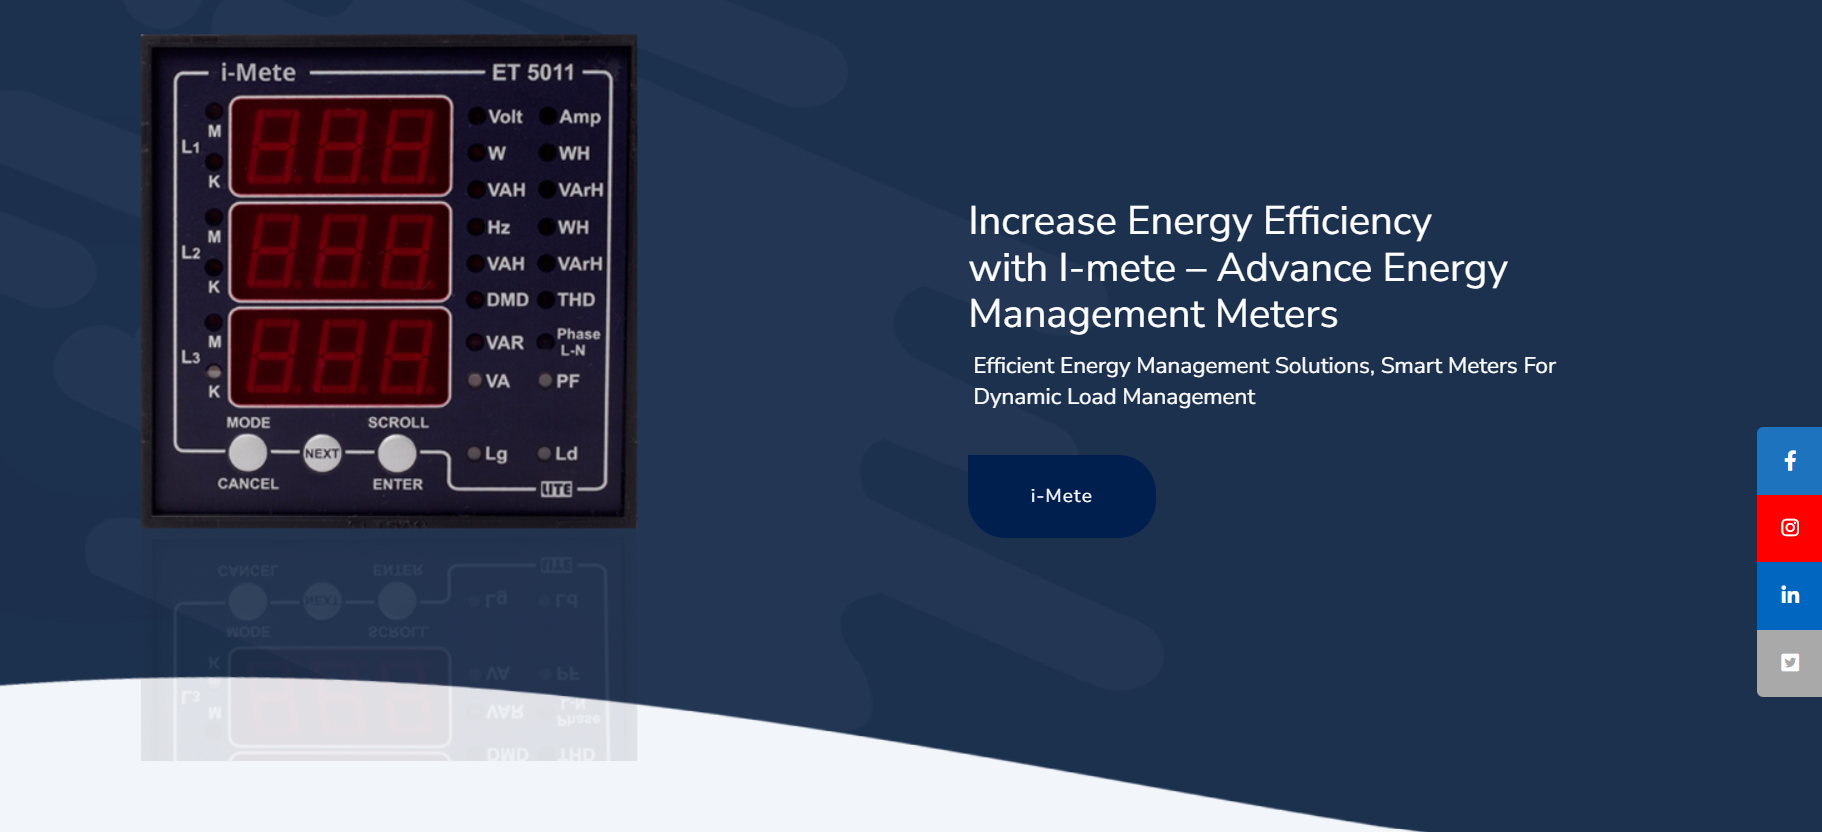 i-Mete
ET 5011
M
L1
K
M
L2
K
M
L3
K
Volt Amp
W WH
VAH VArH
Hz WH
VAH VArH
DMD THD
VAR Phase L-N
VA PF
MODE SCROLL
NEXT
CANCEL ENTER
Lg Ld
UTE
Increase Energy Efficiency
with I-mete – Advance Energy
Management Meters
Efficient Energy Management Solutions, Smart Meters For
Dynamic Load Management
i-Mete